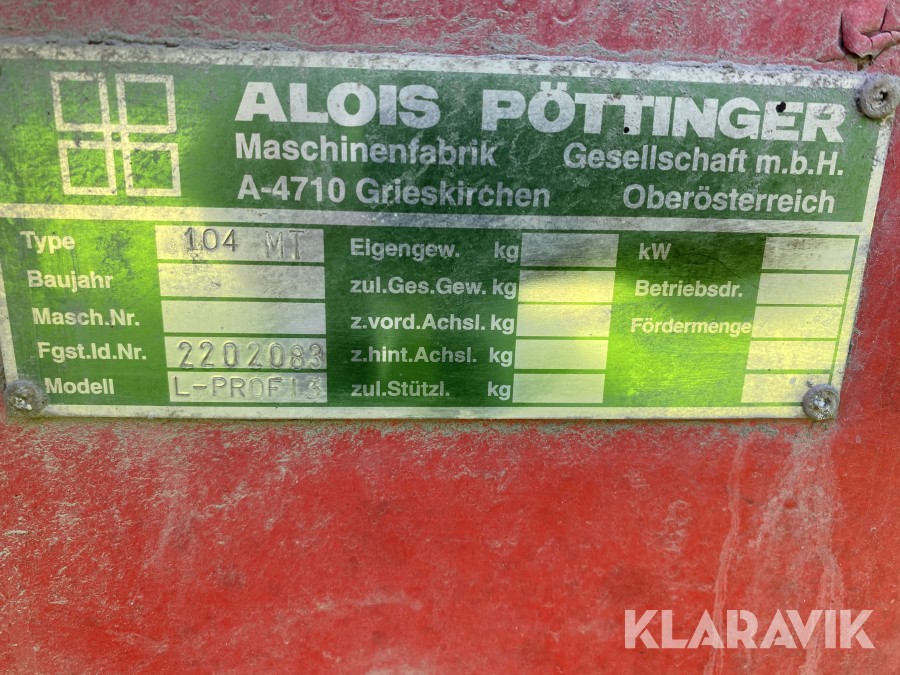 ALOIS PÖTTINGER
Maschinenfabrik Gesellschaft m.b.H.
A-4710 Grieskirchen Oberösterreich
Type 104 MT Eigengew. kg kW
Baujahr zul.Ges.Gew. kg Betriebsdr.
Masch.Nr. z.vord.Achsl. kg Fördermenge
Fgst.Id.Nr. 2202083 z.hint.Achsl. kg
Modell L-PROFI3 zul.Stützl. kg
KLARAVIK